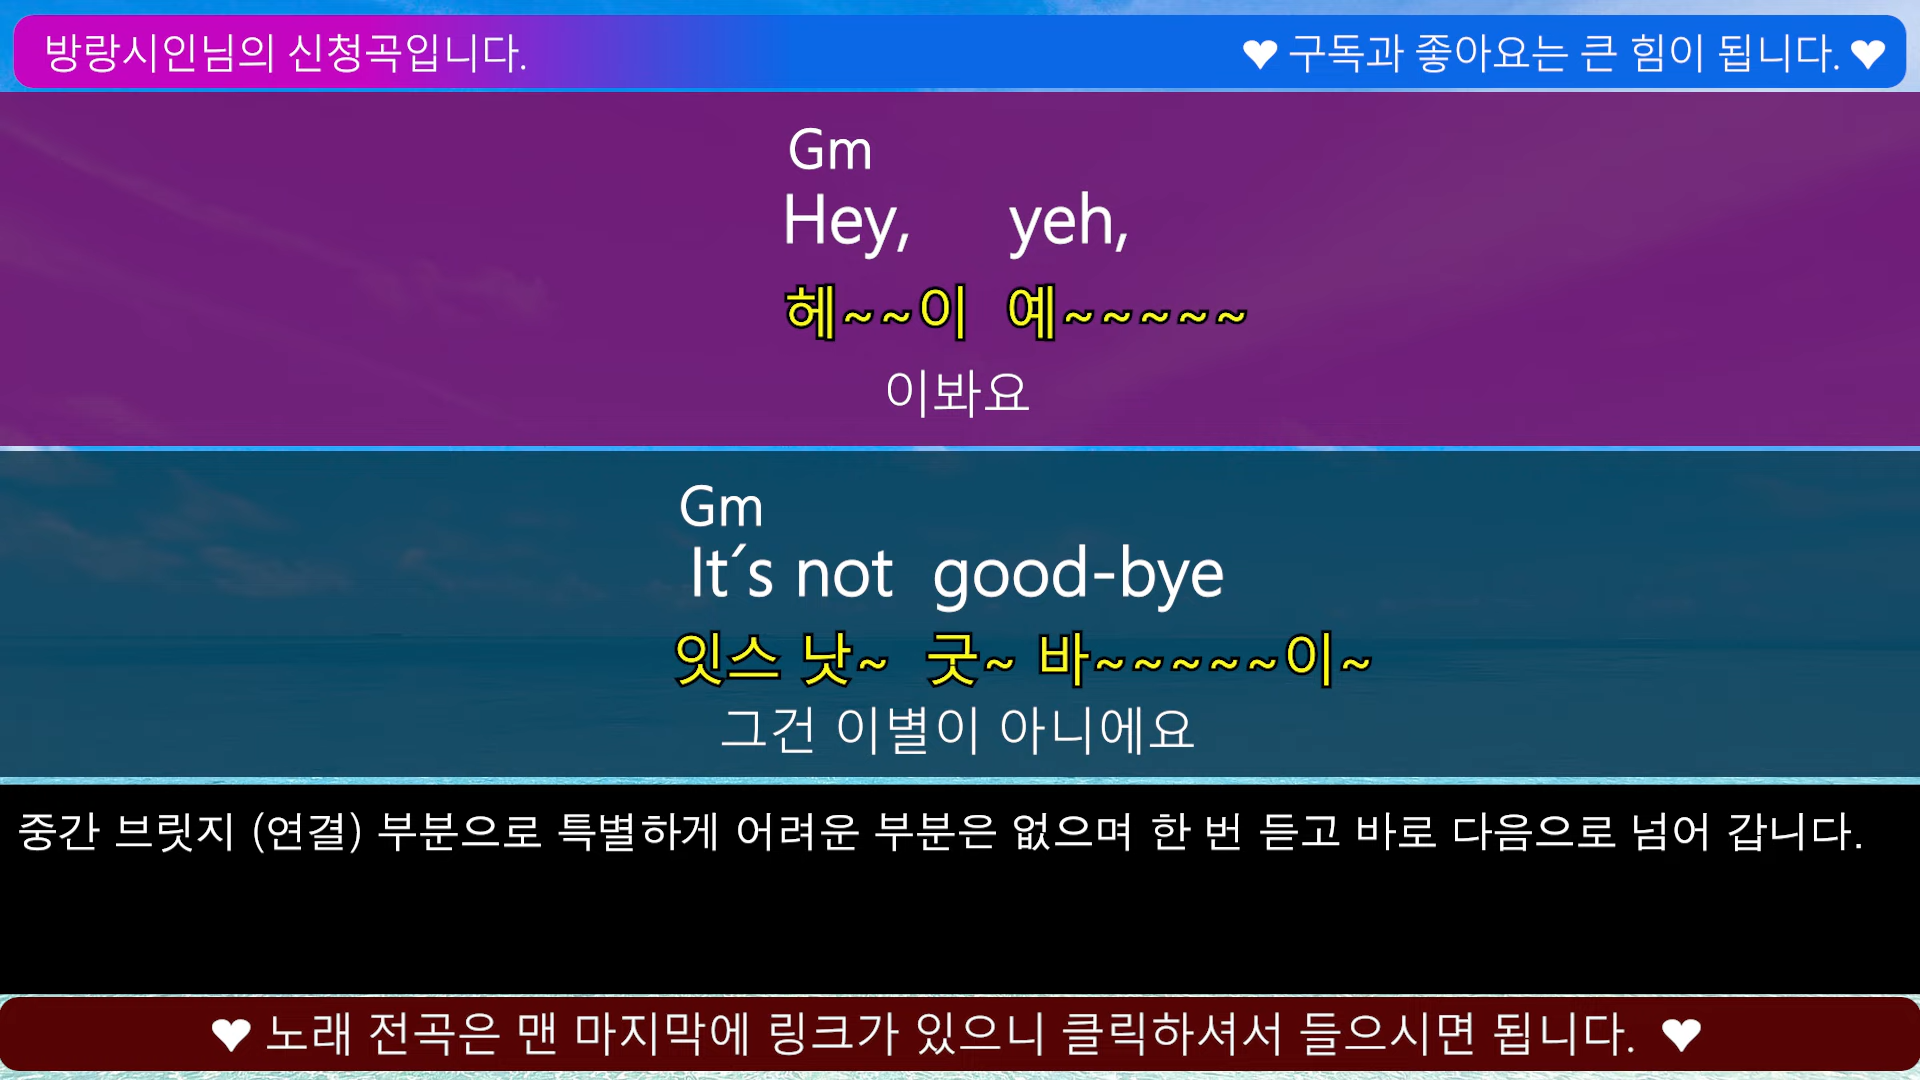 방랑시인님의 신청곡입니다.
♥ 구독과 좋아요는 큰 힘이 됩니다. ♥
Gm
Hey, yeh,
헤~~이 예~~~~~
이봐요
Gm
It´s not good-bye
잇스 낫~ 굿~ 바~~~~~이~
그건 이별이 아니에요
중간 브릿지 (연결) 부분으로 특별하게 어려운 부분은 없으며 한 번 듣고 바로 다음으로 넘어 갑니다.
♥ 노래 전곡은 맨 마지막에 링크가 있으니 클릭하셔서 들으시면 됩니다. ♥